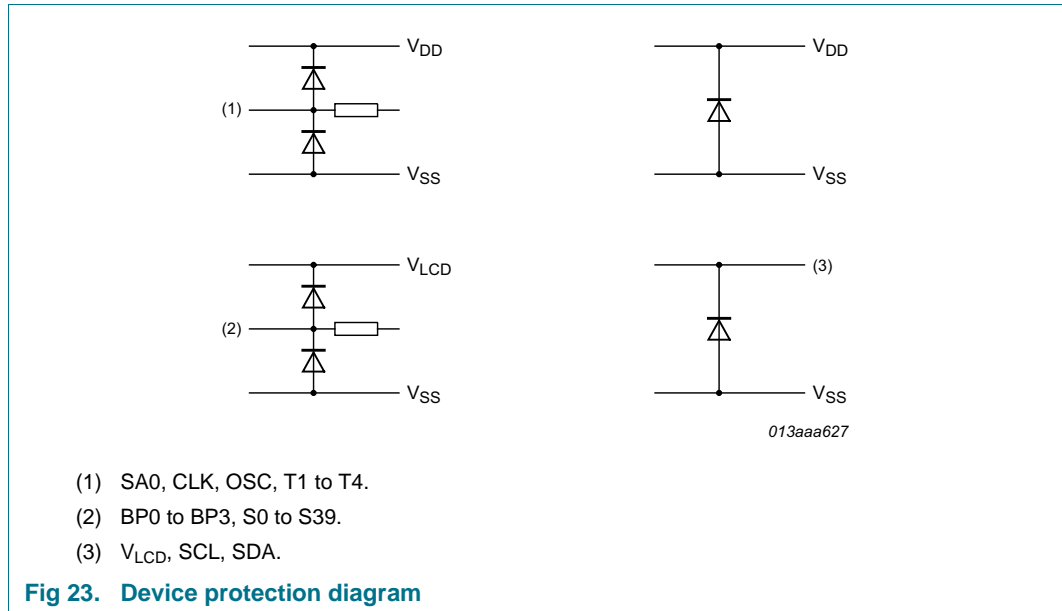 VDD
VDD
(1)
VSS
VSS
VLCD
(3)
(2)
VSS
VSS
013aaa627
(1) SA0, CLK, OSC, T1 to T4.
(2) BP0 to BP3, S0 to S39.
(3) VLCD, SCL, SDA.
Fig 23. Device protection diagram